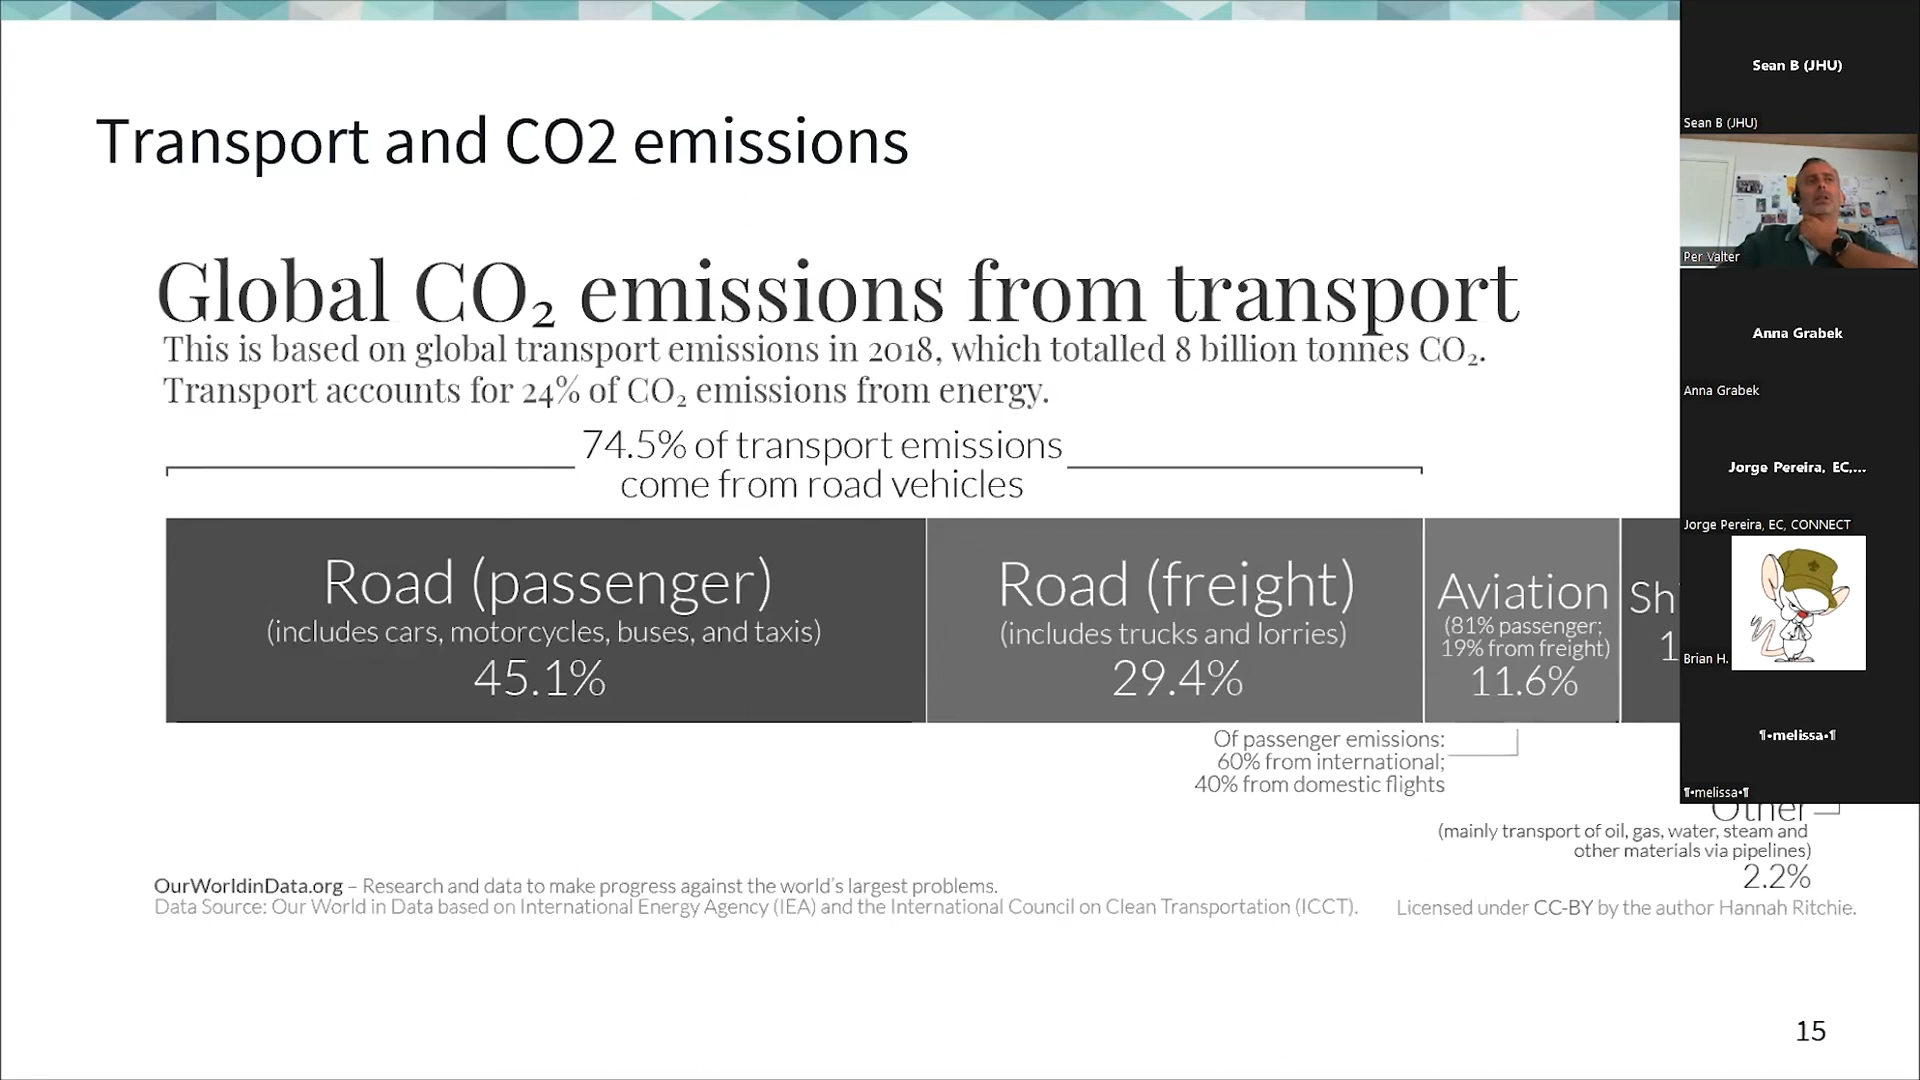 Transport and CO2 emissions
Global CO₂ emissions from transport
This is based on global transport emissions in 2018, which totalled 8 billion tonnes CO₂.
Transport accounts for 24% of CO₂ emissions from energy.
74.5% of transport emissions
come from road vehicles
Road (passenger)
(includes cars, motorcycles, buses, and taxis)
45.1%
Road (freight)
(includes trucks and lorries)
29.4%
Aviation
(81% passenger;
19% from freight)
11.6%
Sh
1
Of passenger emissions:
60% from international;
40% from domestic flights
Other
(mainly transport of oil, gas, water, steam and
other materials via pipelines)
2.2%
OurWorldinData.org – Research and data to make progress against the world's largest problems.
Data Source: Our World in Data based on International Energy Agency (IEA) and the International Council on Clean Transportation (ICCT).
Licensed under CC-BY by the author Hannah Ritchie.
15
Sean B (JHU)
Sean B (JHU)
Per Valter
Anna Grabek
Anna Grabek
Jorge Pereira, EC,...
Jorge Pereira, EC, CONNECT
Brian H.
¶•melissa•¶
¶•melissa•¶